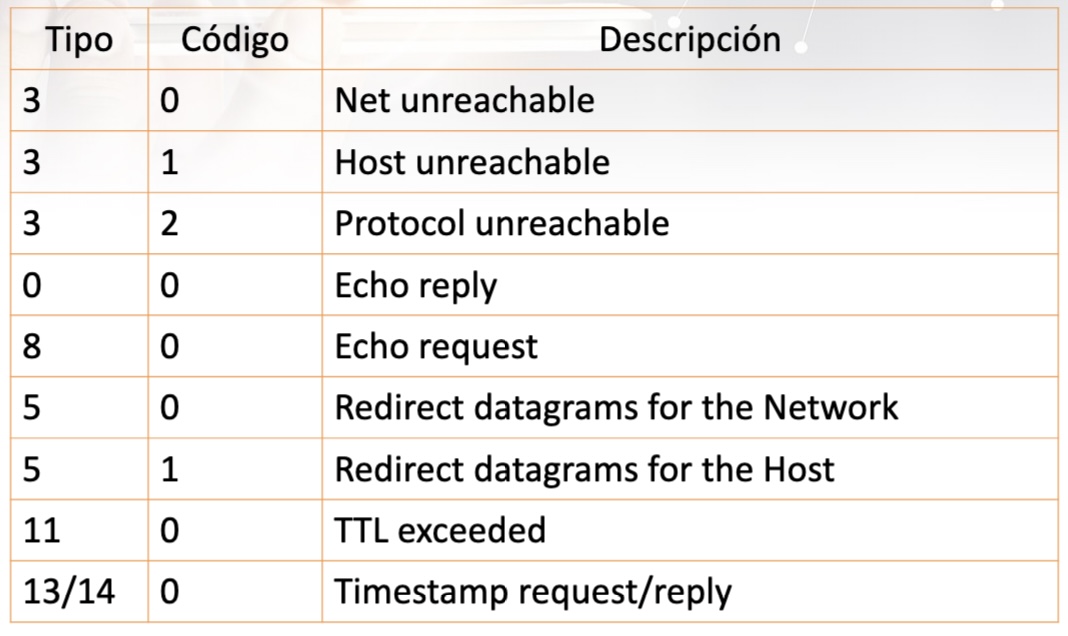 Tipo Código Descripción
3 0 Net unreachable
3 1 Host unreachable
3 2 Protocol unreachable
0 0 Echo reply
8 0 Echo request
5 0 Redirect datagrams for the Network
5 1 Redirect datagrams for the Host
11 0 TTL exceeded
13/14 0 Timestamp request/reply